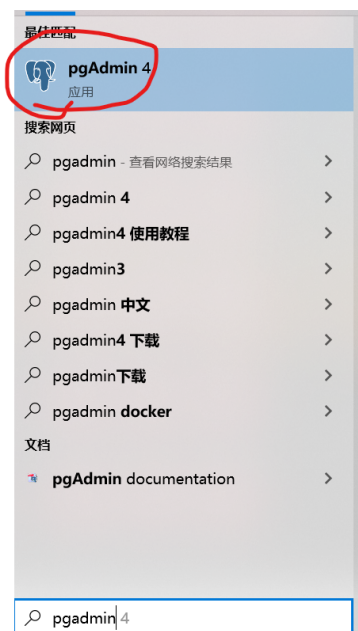 最佳匹配
pgAdmin 4
应用
搜索网页
pgadmin - 查看网络搜索结果
pgadmin 4
pgadmin4 使用教程
pgadmin3
pgadmin 中文
pgadmin4 下载
pgadmin下载
pgadmin docker
文档
pgAdmin documentation
pgadmin 4